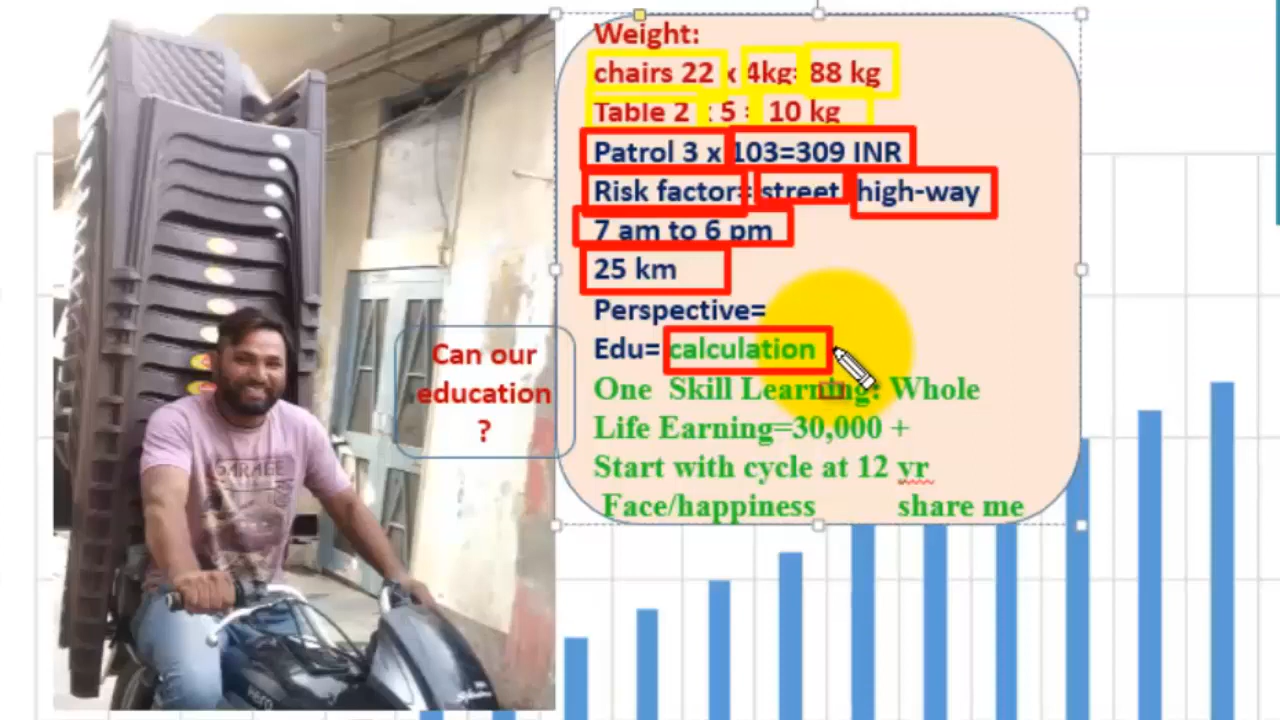 Weight:
chairs 22 x 4kg= 88 kg
Table 2 : 5 = 10 kg
Patrol 3 x 103=309 INR
Risk factor= street high-way
7 am to 6 pm
25 km
Perspective=
Edu= calculation
One Skill Learning: Whole
Life Earning=30,000 +
Start with cycle at 12 yr
Face/happiness share me
Can our
education
?
GARAGE